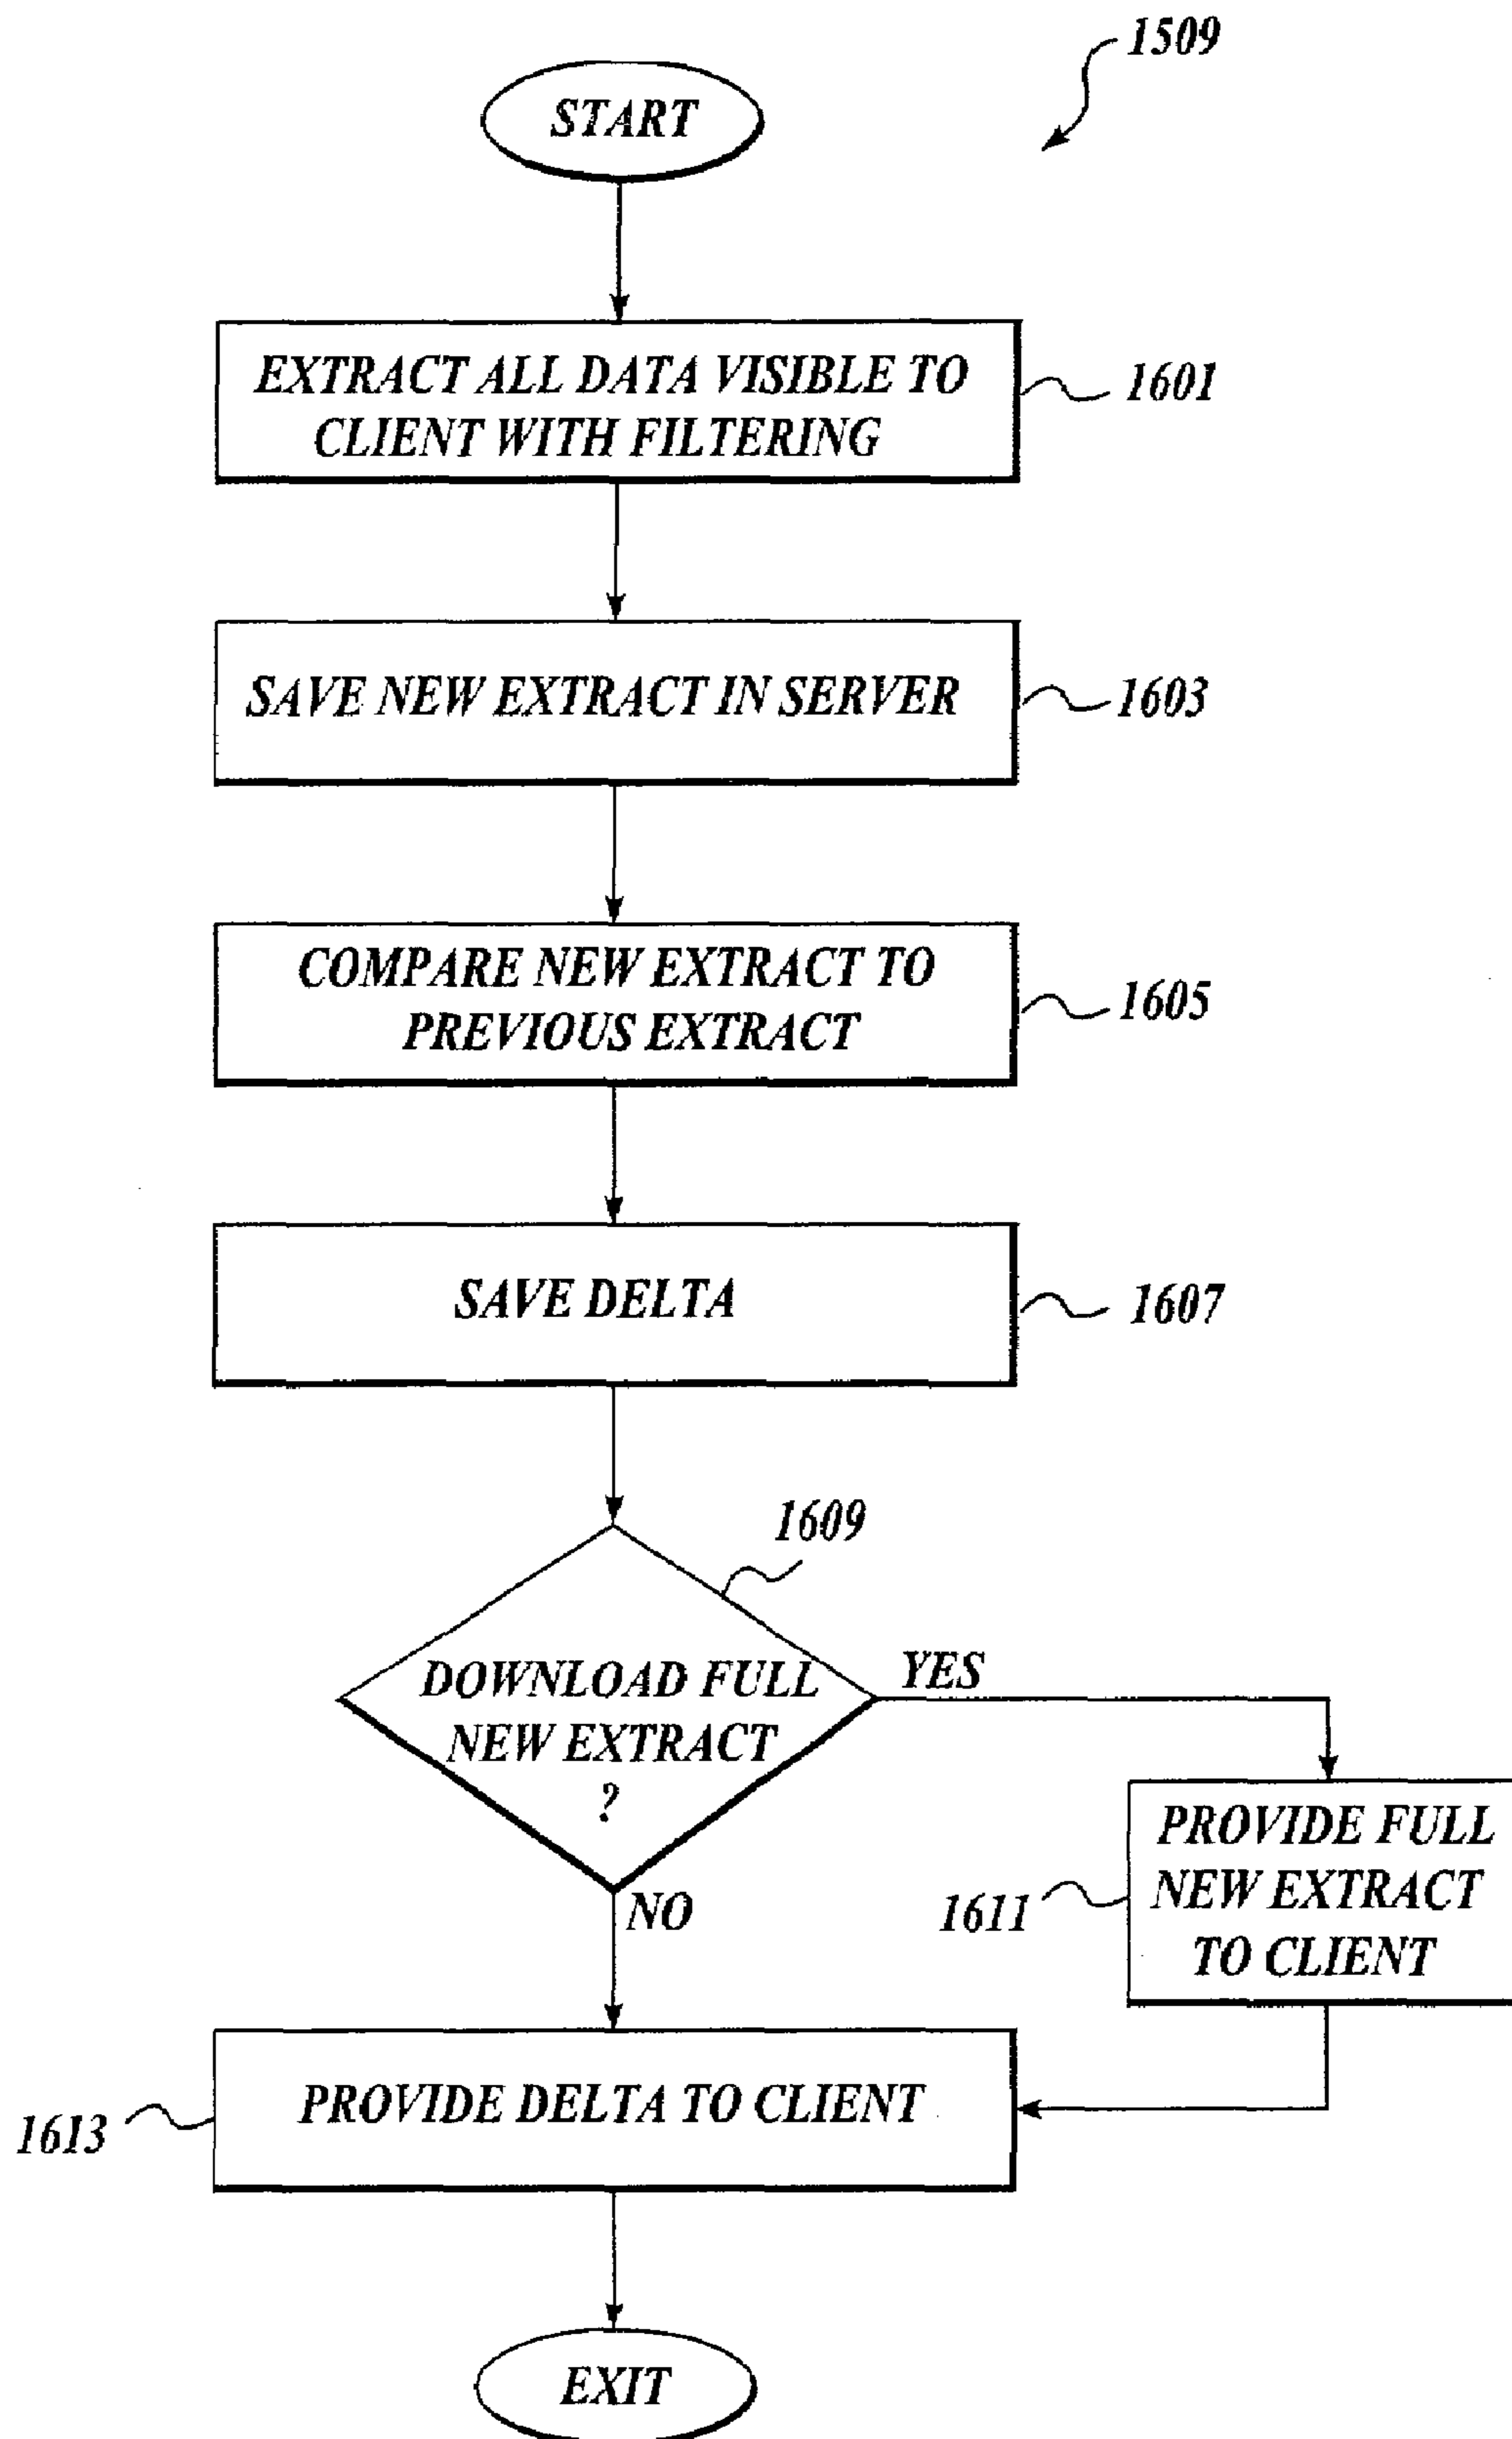 1509
START
EXTRACT ALL DATA VISIBLE TO
CLIENT WITH FILTERING
1601
SAVE NEW EXTRACT IN SERVER
1603
COMPARE NEW EXTRACT TO
PREVIOUS EXTRACT
1605
SAVE DELTA
1607
1609
DOWNLOAD FULL
NEW EXTRACT
?
YES
NO
PROVIDE FULL
NEW EXTRACT
TO CLIENT
1611
PROVIDE DELTA TO CLIENT
1613
EXIT